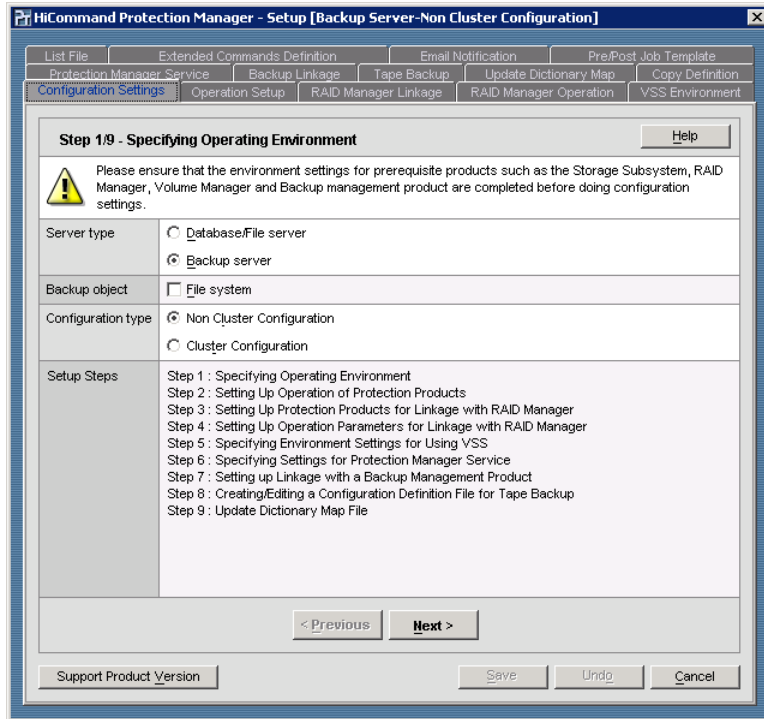 HiCommand Protection Manager - Setup [Backup Server-Non Cluster Configuration]
List File Extended Commands Definition Email Notification Pre/Post Job Template
Protection Manager Service Backup Linkage Tape Backup Update Dictionary Map Copy Definition
Configuration Settings Operation Setup RAID Manager Linkage RAID Manager Operation VSS Environment
Step 1/9 - Specifying Operating Environment Help
Please ensure that the environment settings for prerequisite products such as the Storage Subsystem, RAID
Manager, Volume Manager and Backup management product are completed before doing configuration
settings.
Server type Database/File server
Backup server
Backup object File system
Configuration type Non Cluster Configuration
Cluster Configuration
Setup Steps Step 1 : Specifying Operating Environment
Step 2 : Setting Up Operation of Protection Products
Step 3 : Setting Up Protection Products for Linkage with RAID Manager
Step 4 : Setting Up Operation Parameters for Linkage with RAID Manager
Step 5 : Specifying Environment Settings for Using VSS
Step 6 : Specifying Settings for Protection Manager Service
Step 7 : Setting up Linkage with a Backup Management Product
Step 8 : Creating/Editing a Configuration Definition File for Tape Backup
Step 9 : Update Dictionary Map File
< Previous Next >
Support Product Version Save Undo Cancel